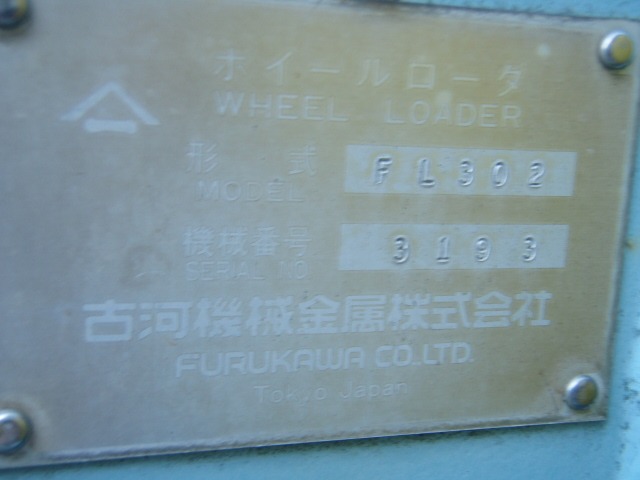 ホイールローダ
WHEEL LOADER
形式 FL302
MODEL
機械番号 3193
SERIAL NO
古河機械金属株式会社
FURUKAWA CO.,LTD.
Tokyo Japan